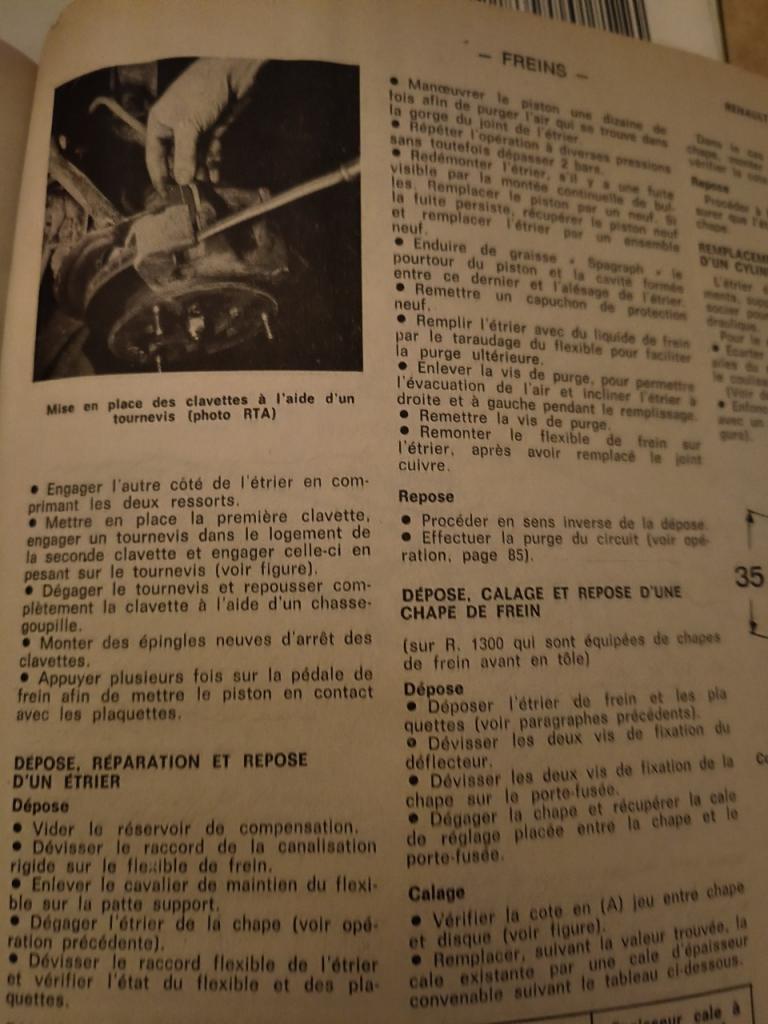 — FREINS —
RENAULT
Mise en place des clavettes à l'aide d'un
tournevis (photo RTA)
● Engager l'autre côté de l'étrier en com-
primant les deux ressorts.
● Mettre en place la première clavette,
engager un tournevis dans le logement de
la seconde clavette et engager celle-ci en
pesant sur le tournevis (voir figure).
● Dégager le tournevis et repousser com-
plètement la clavette à l'aide d'un chasse-
goupille.
● Monter des épingles neuves d'arrêt des
clavettes.
● Appuyer plusieurs fois sur la pédale de
frein afin de mettre le piston en contact
avec les plaquettes.
DÉPOSE, RÉPARATION ET REPOSE
D'UN ÉTRIER
Dépose
● Vider le réservoir de compensation.
● Dévisser le raccord de la canalisation
rigide sur le flexible de frein.
● Enlever le cavalier de maintien du flexi-
ble sur la patte support.
● Dégager l'étrier de la chape (voir opé-
ration précédente).
● Dévisser le raccord flexible de l'étrier
et vérifier l'état du flexible et des pla-
quettes.
● Manœuvrer le piston une dizaine de
fois afin de purger l'air qui se trouve dans
la gorge du joint de l'étrier.
● Répéter l'opération à diverses pressions
sans toutefois dépasser 2 bars.
● Redémonter l'étrier, s'il y a une fuite
visible par la montée continuelle de bul-
les. Remplacer le piston par un neuf. Si
la fuite persiste, récupérer le piston neuf
et remplacer l'étrier par un ensemble
neuf.
● Enduire de graisse « Spagraph » le
pourtour du piston et la cavité formée
entre ce dernier et l'alésage de l'étrier.
● Remettre un capuchon de protection
neuf.
● Remplir l'étrier avec du liquide de frein
par le taraudage du flexible pour faciliter
la purge ultérieure.
● Enlever la vis de purge, pour permettre
l'évacuation de l'air et incliner l'étrier à
droite et à gauche pendant le remplissage.
● Remettre la vis de purge.
● Remonter le flexible de frein sur
l'étrier, après avoir remplacé le joint
cuivre.
Repose
● Procéder en sens inverse de la dépose.
● Effectuer la purge du circuit (voir opé-
ration, page 85).
DÉPOSE, CALAGE ET REPOSE D'UNE
CHAPE DE FREIN
(sur R. 1300 qui sont équipées de chapes
de frein avant en tôle)
Dépose
● Déposer l'étrier de frein et les pla
quettes (voir paragraphes précédents).
● Dévisser les deux vis de fixation du
déflecteur.
● Dévisser les deux vis de fixation de la
chape sur le porte-fusée.
● Dégager la chape et récupérer la cale
de réglage placée entre la chape et le
porte-fusée.
Calage
● Vérifier la cote en (A) jeu entre chape
et disque (voir figure).
● Remplacer, suivant la valeur trouvée, la
cale existante par une cale d'épaisseur
convenable suivant le tableau ci-dessous.
cale à
Dans le cas
chape,
vérifier la
Repose
Procéder à
surer que l'
chape.
REMPLACEM
D'UN CYLIN
L'étrier
Pour le
35